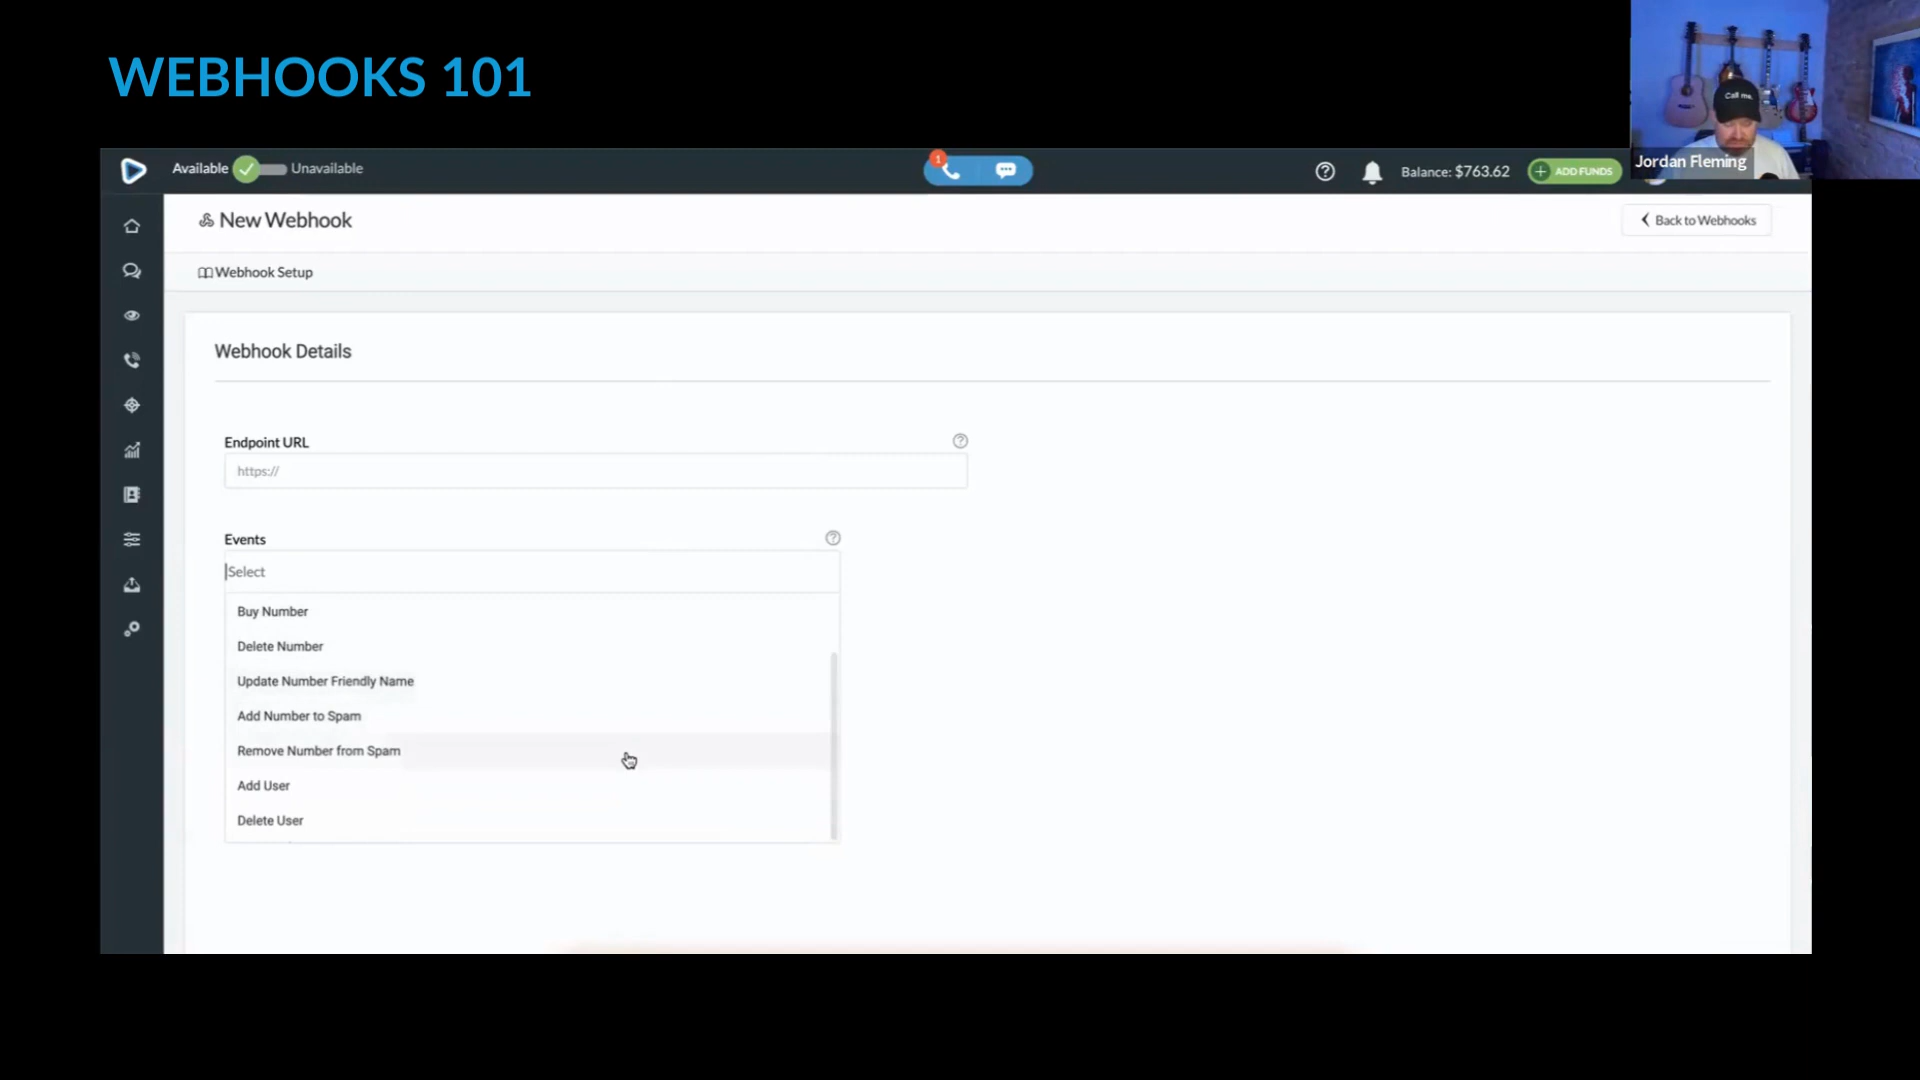 WEBHOOKS 101
Call me.
Jordan Fleming
Available
Unavailable
1
Balance: $763.62
ADD FUNDS
New Webhook
Back to Webhooks
Webhook Setup
Webhook Details
Endpoint URL
https://
Events
Select
Buy Number
Delete Number
Update Number Friendly Name
Add Number to Spam
Remove Number from Spam
Add User
Delete User